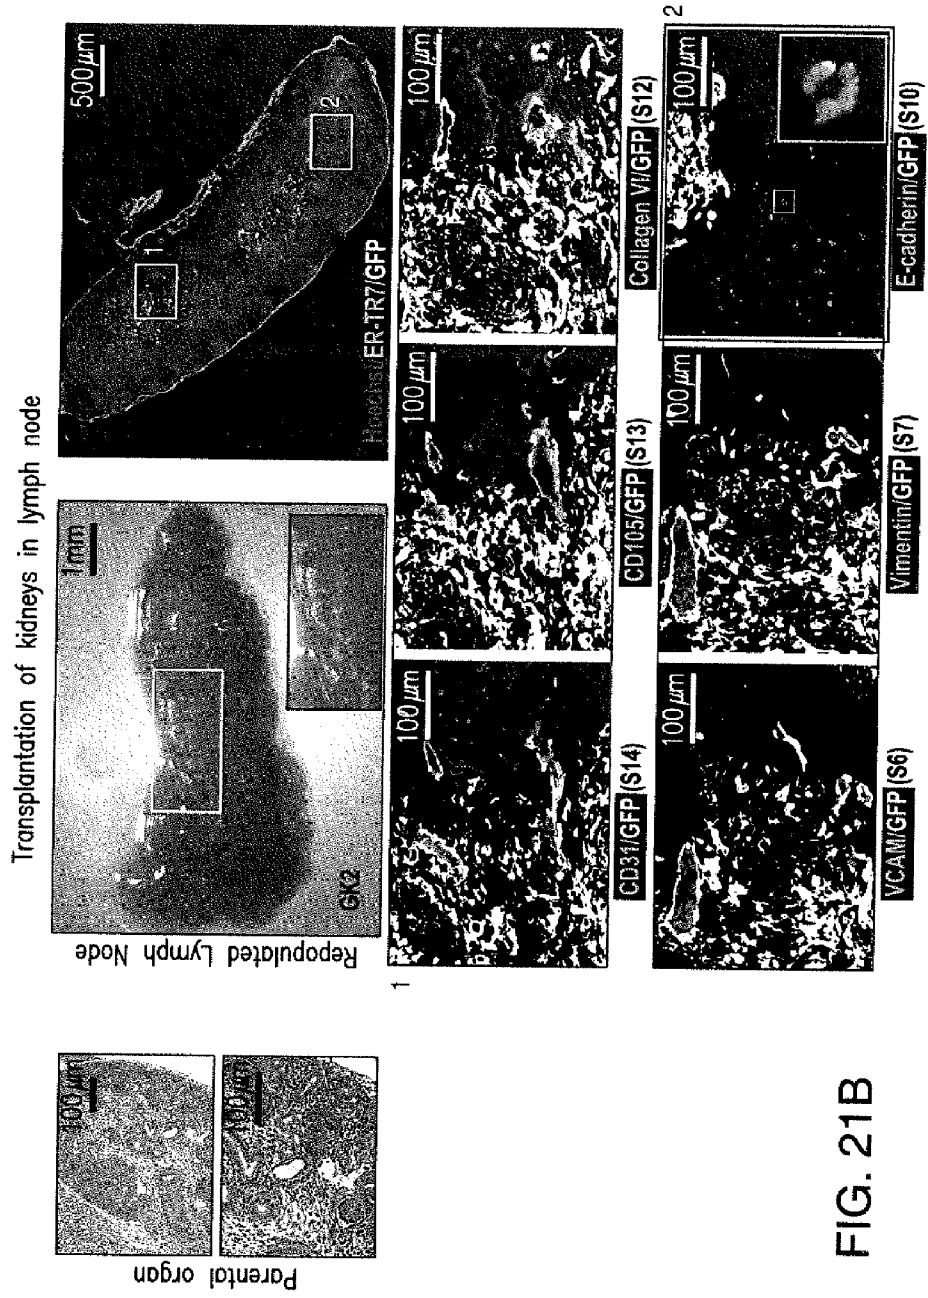 Transplantation of kidneys in lymph node
Parental organ
100µm
100µm
Repopulated Lymph Node
1mm
GK2
500µm
1
2
Hoechst/ER-TR7/GFP
1
100µm
CD31/GFP (S14)
100µm
CD105/GFP (S13)
100µm
Collagen VI/GFP (S12)
100µm
VCAM/GFP (S6)
100µm
Vimentin/GFP (S7)
2
100µm
E-cadherin/GFP (S10)
FIG. 21B